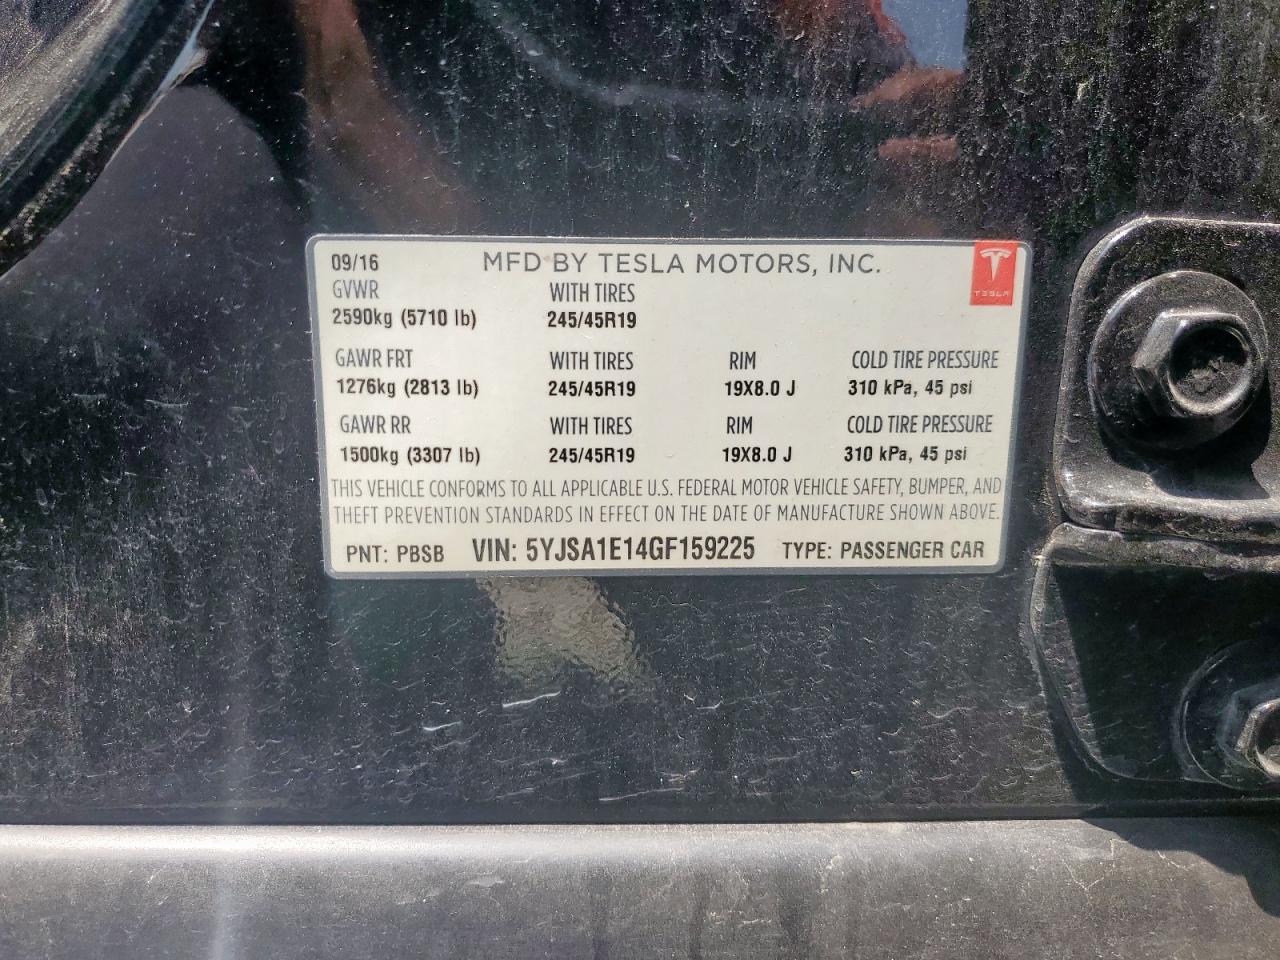 09/16 MFD BY TESLA MOTORS, INC.
TESLA
GVWR WITH TIRES
2590kg (5710 lb) 245/45R19
GAWR FRT WITH TIRES RIM COLD TIRE PRESSURE
1276kg (2813 lb) 245/45R19 19X8.0 J 310 kPa, 45 psi
GAWR RR WITH TIRES RIM COLD TIRE PRESSURE
1500kg (3307 lb) 245/45R19 19X8.0 J 310 kPa, 45 psi
THIS VEHICLE CONFORMS TO ALL APPLICABLE U.S. FEDERAL MOTOR VEHICLE SAFETY, BUMPER, AND
THEFT PREVENTION STANDARDS IN EFFECT ON THE DATE OF MANUFACTURE SHOWN ABOVE.
PNT: PBSB VIN: 5YJSA1E14GF159225 TYPE: PASSENGER CAR